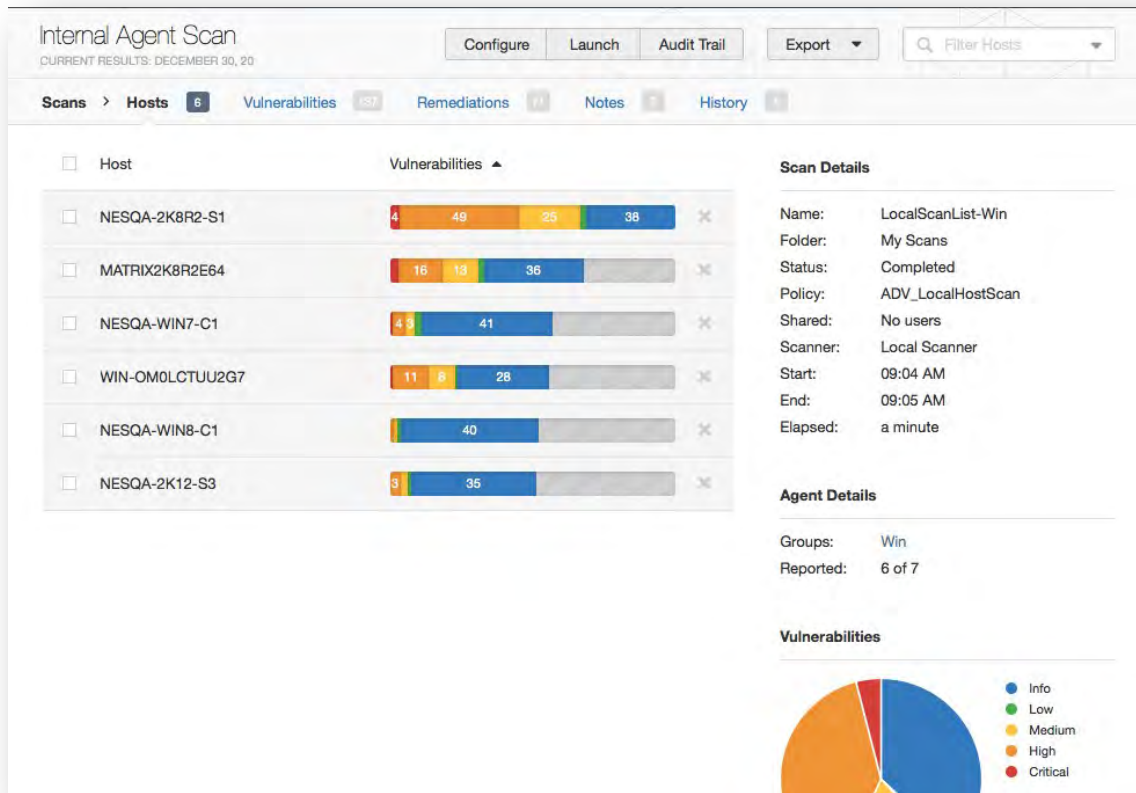 Internal Agent Scan
CURRENT RESULTS: DECEMBER 30, 20
Configure Launch Audit Trail Export Filter Hosts
Scans > Hosts 6 Vulnerabilities Remediations Notes History
Host Vulnerabilities
NESQA-2K8R2-S1 4 49 25 38
MATRIX2K8R2E64 16 13 36
NESQA-WIN7-C1 4 3 41
WIN-OM0LCTUU2G7 11 8 28
NESQA-WIN8-C1 40
NESQA-2K12-S3 3 35
Scan Details
Name: LocalScanList-Win
Folder: My Scans
Status: Completed
Policy: ADV_LocalHostScan
Shared: No users
Scanner: Local Scanner
Start: 09:04 AM
End: 09:05 AM
Elapsed: a minute
Agent Details
Groups: Win
Reported: 6 of 7
Vulnerabilities
Info
Low
Medium
High
Critical